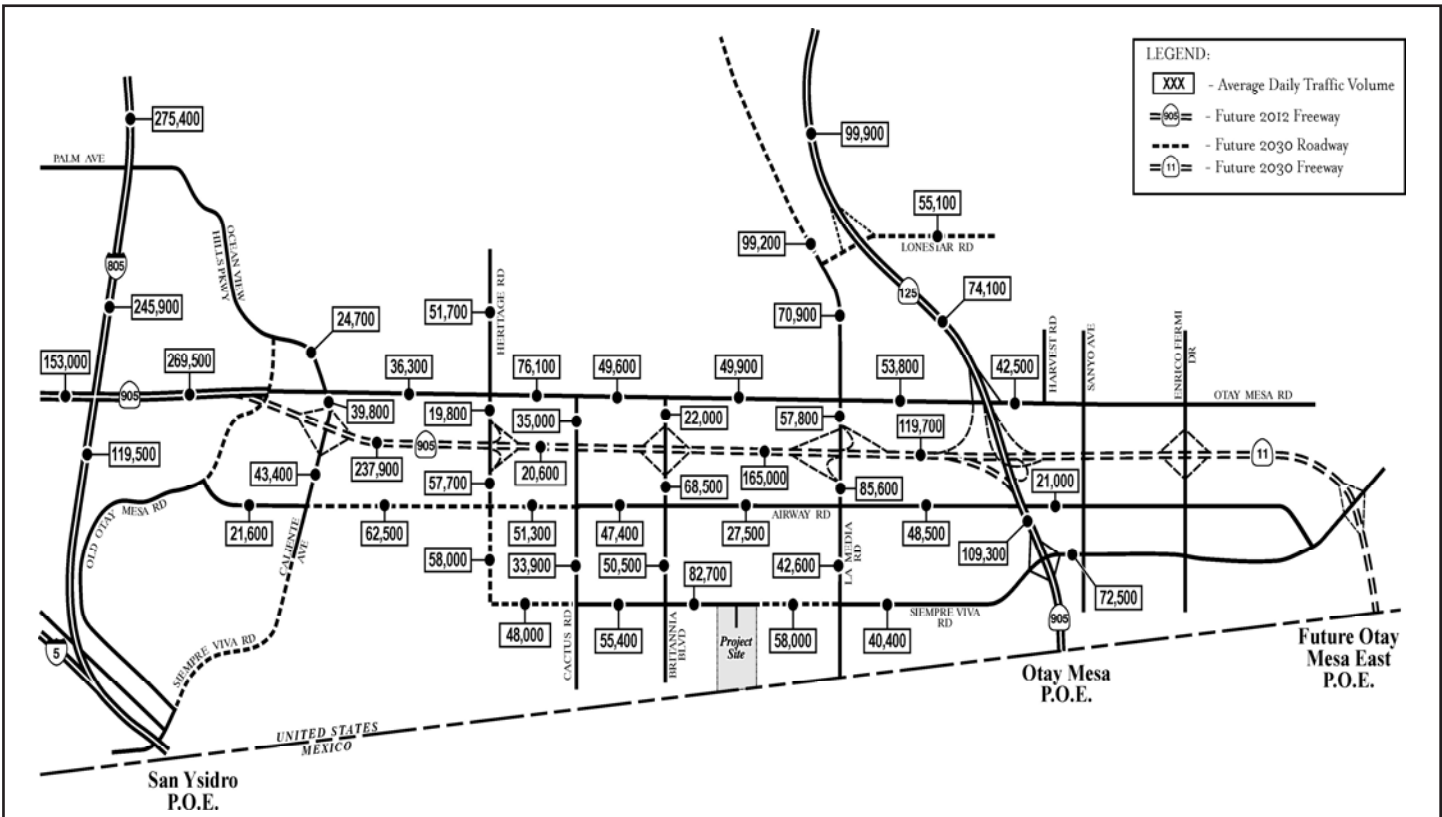 LEGEND:
XXX - Average Daily Traffic Volume
905 - Future 2012 Freeway
- Future 2030 Roadway
11 - Future 2030 Freeway
275,400
99,900
PALM AVE
55,100
99,200
LONESTAR RD
OCEAN VIEW
HILLS PKWY
HERITAGE RD
805
245,900
51,700
125
74,100
70,900
24,700
HARVEST RD
SANYO AVE
ENRICO FERMI
DR
153,000
269,500
36,300
76,100
49,600
49,900
53,800
42,500
905
OTAY MESA RD
39,800
19,800
35,000
22,000
57,800
119,700
119,500
905
11
43,400
237,900
57,700
20,600
68,500
165,000
85,600
21,000
OLD OTAY MESA RD
AIRWAY RD
21,600
62,500
51,300
47,400
27,500
48,500
CALIENTE
AVE
LA MEDIA
RD
109,300
58,000
33,900
50,500
82,700
42,600
72,500
SIEMPRE VIVA
RD
48,000
CACTUS RD
55,400
BRITANNIA
BLVD
Project
Site
58,000
40,400
905
5
SIEMPRE VIVA RD
Otay Mesa
P.O.E.
Future Otay
Mesa East
P.O.E.
UNITED STATES
MEXICO
San Ysidro
P.O.E.